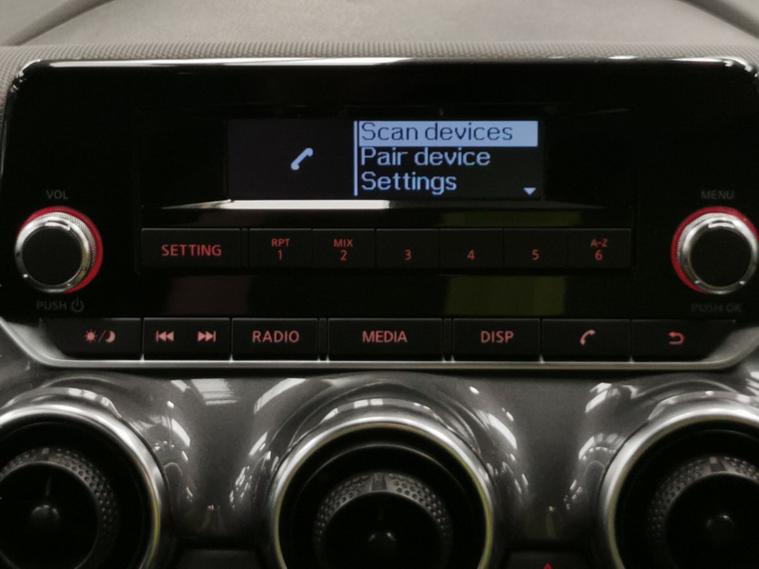 Scan devices
Pair device
Settings
VOL
MENU
SETTING
RPT
1
MIX
2
3
4
5
A-Z
6
PUSH
PUSH OK
RADIO
MEDIA
DISP